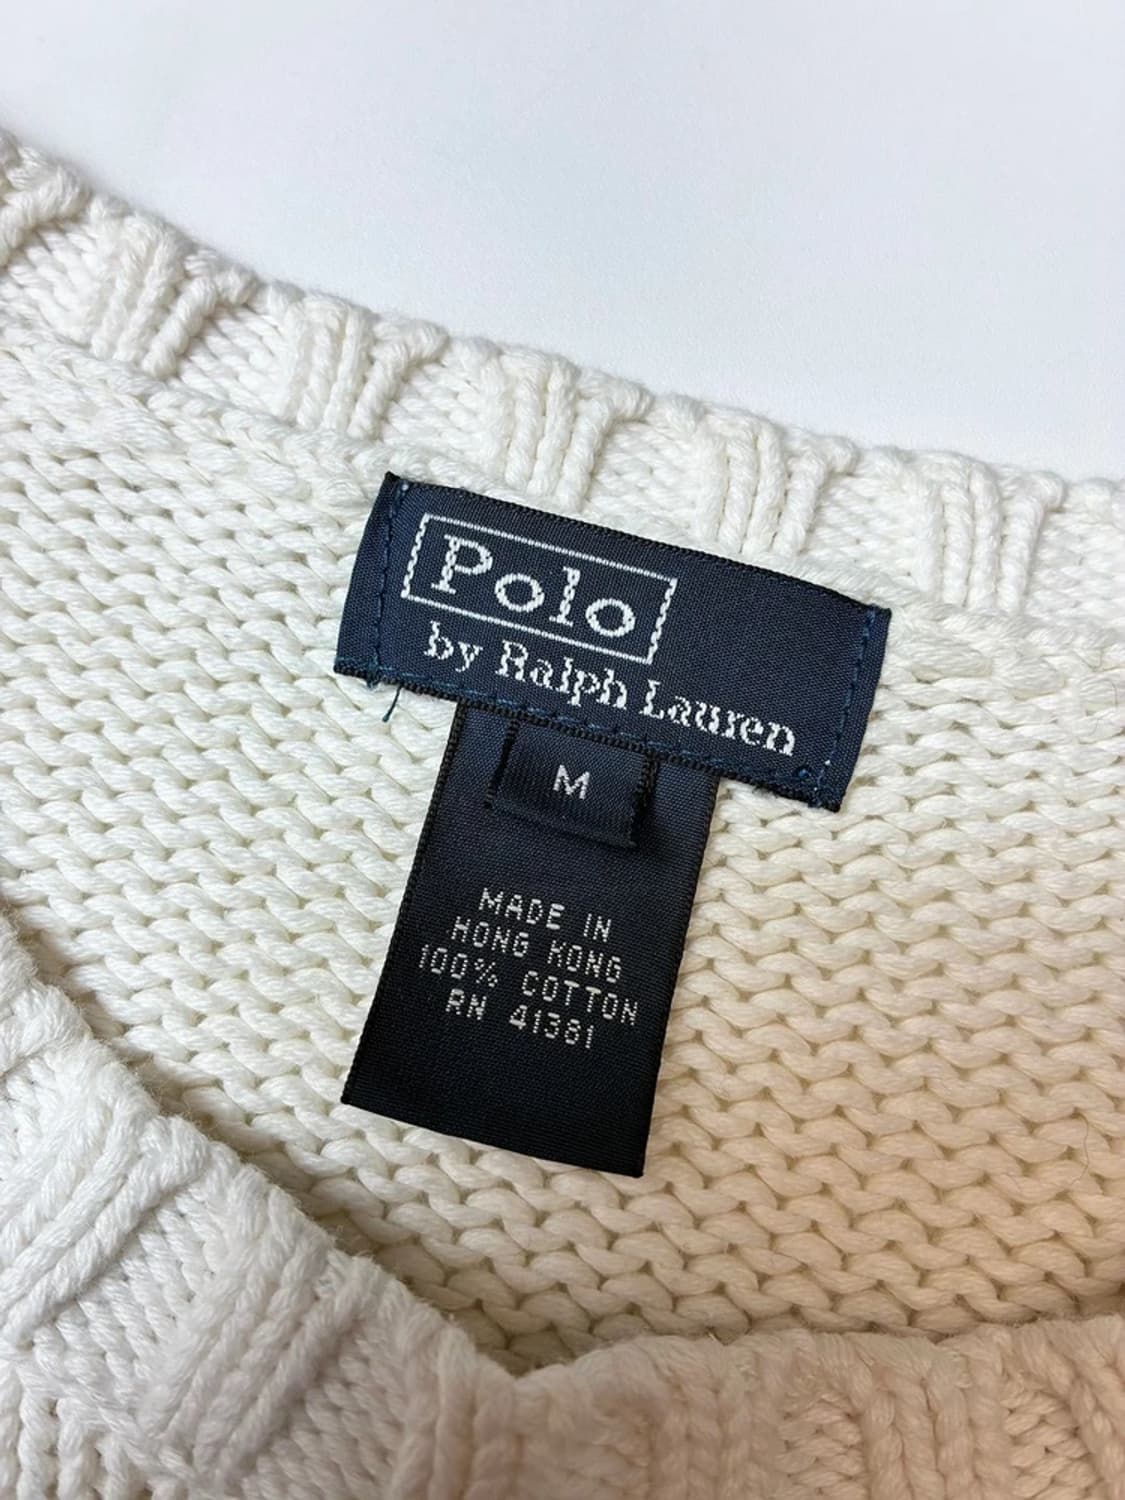 Polo
by Ralph Lauren
M
MADE IN
HONG KONG
100% COTTON
RN 41381